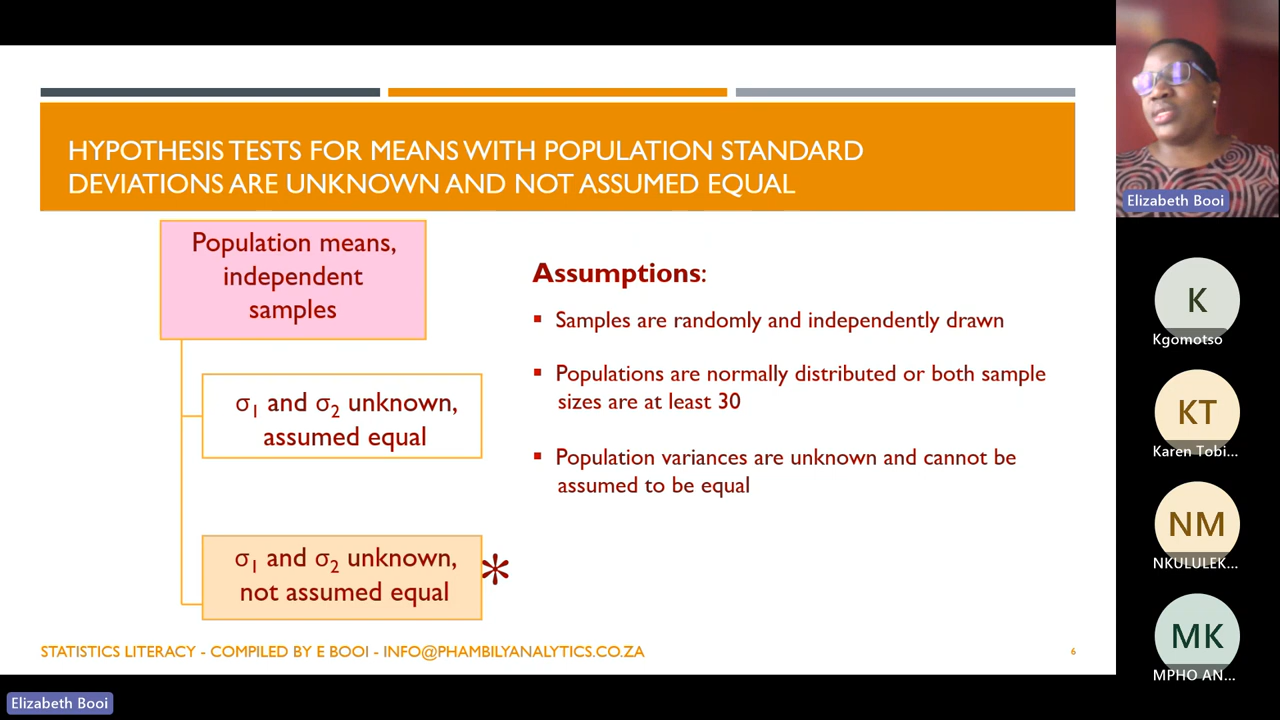 HYPOTHESIS TESTS FOR MEANS WITH POPULATION STANDARD
DEVIATIONS ARE UNKNOWN AND NOT ASSUMED EQUAL
Population means,
independent
samples
σ1 and σ2 unknown,
assumed equal
σ1 and σ2 unknown,
not assumed equal
*
Assumptions:
▪ Samples are randomly and independently drawn
▪ Populations are normally distributed or both sample
sizes are at least 30
▪ Population variances are unknown and cannot be
assumed to be equal
STATISTICS LITERACY - COMPILED BY E BOOI - INFO@PHAMBILYANALYTICS.CO.ZA
6
Elizabeth Booi
Elizabeth Booi
K
Kgomotso
KT
Karen Tobi...
NM
NKULULEK...
MK
MPHO AN...